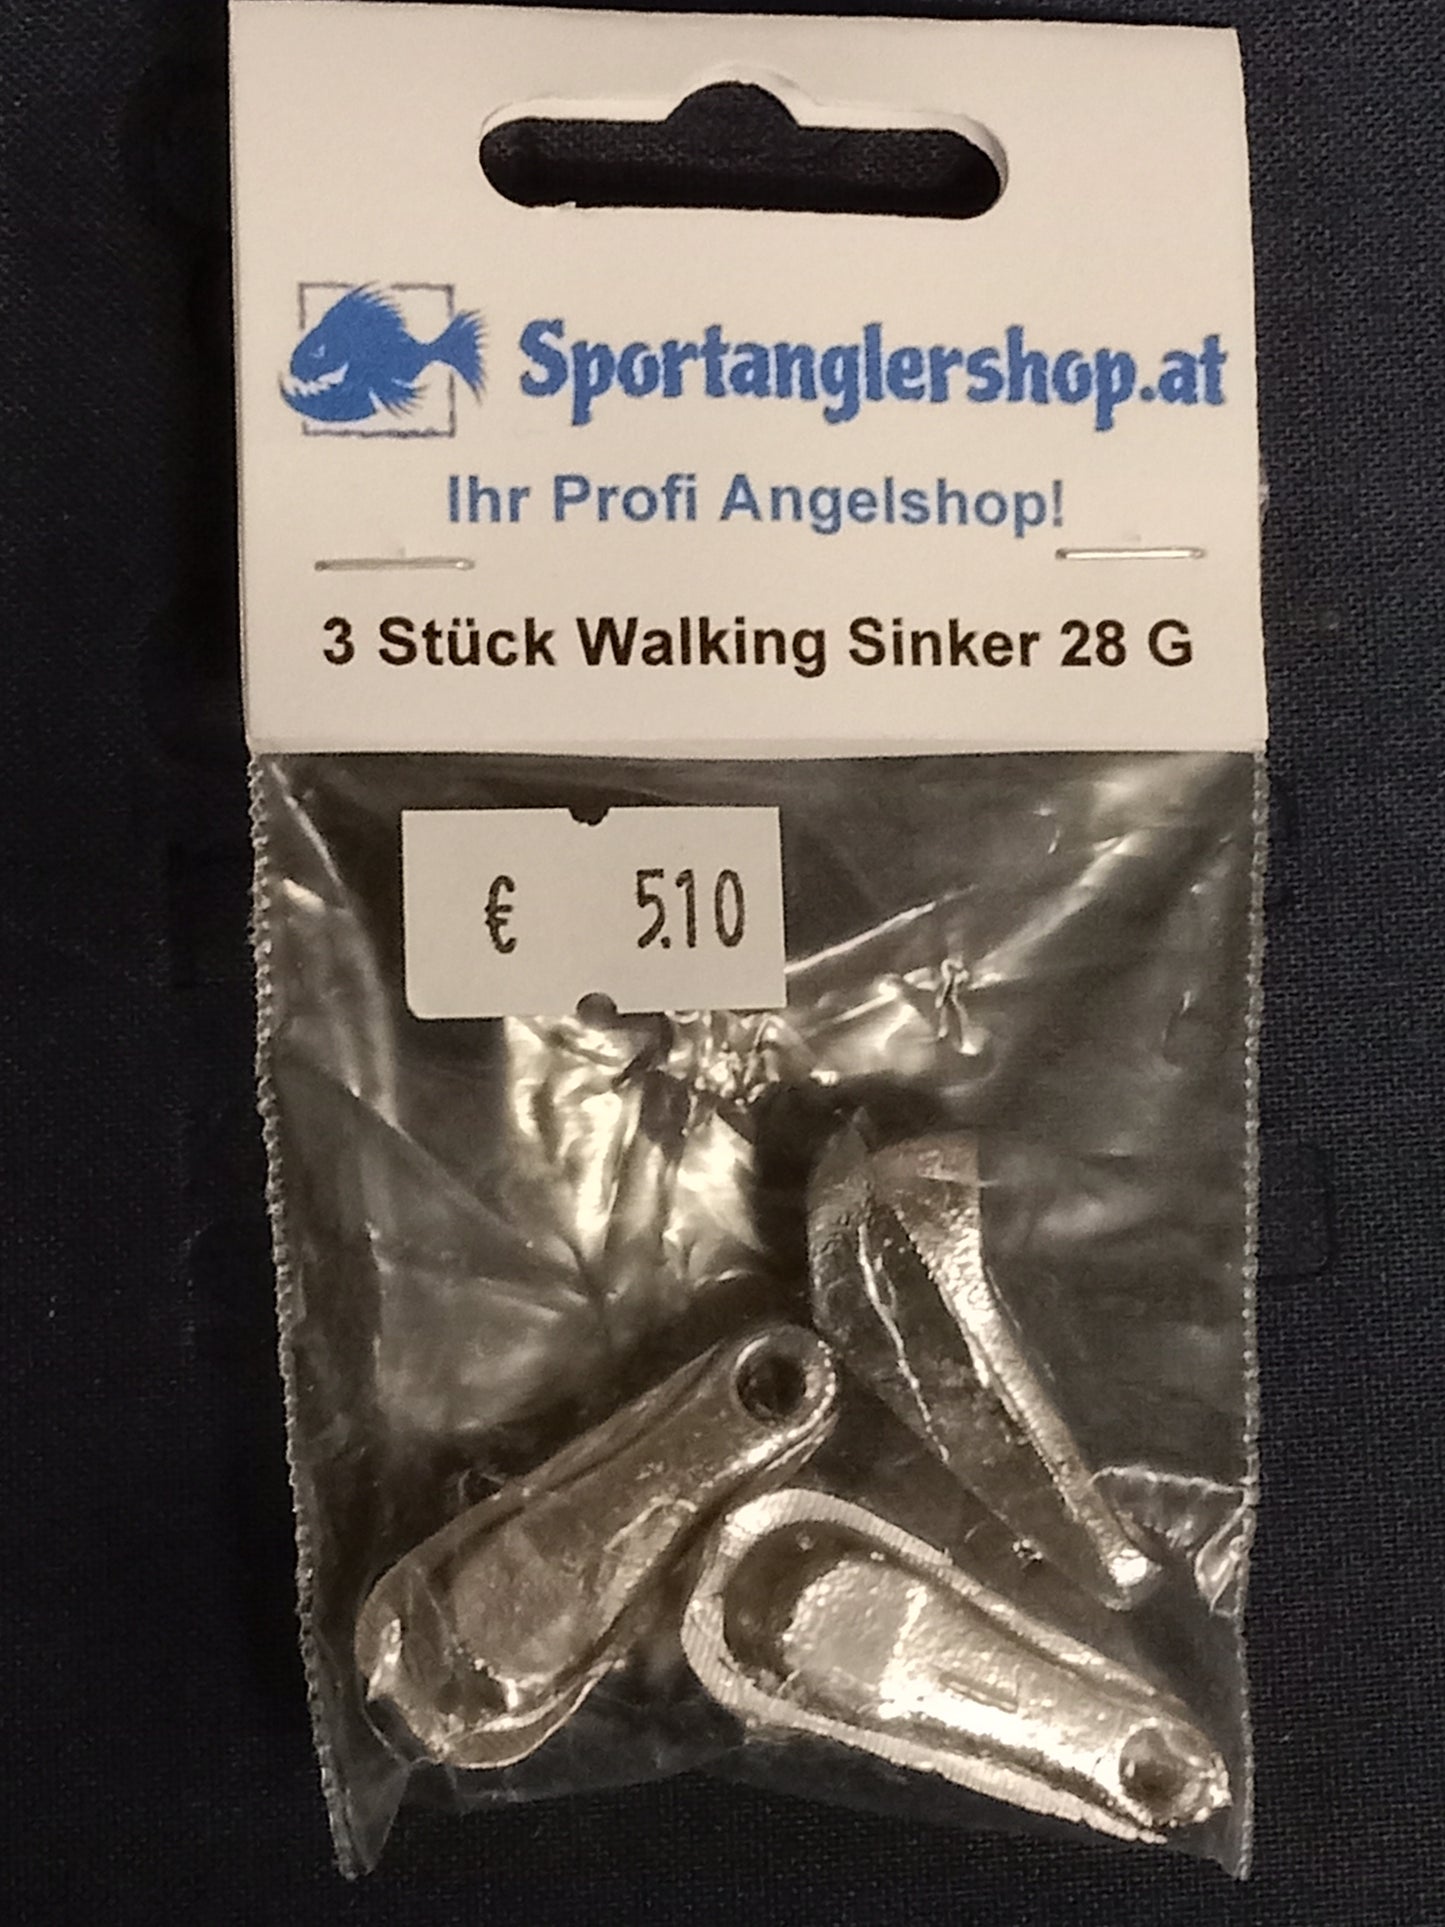 Sportanglershop.at
Ihr Profi Angelshop!
3 Stück Walking Sinker 28 G
€ 5.10